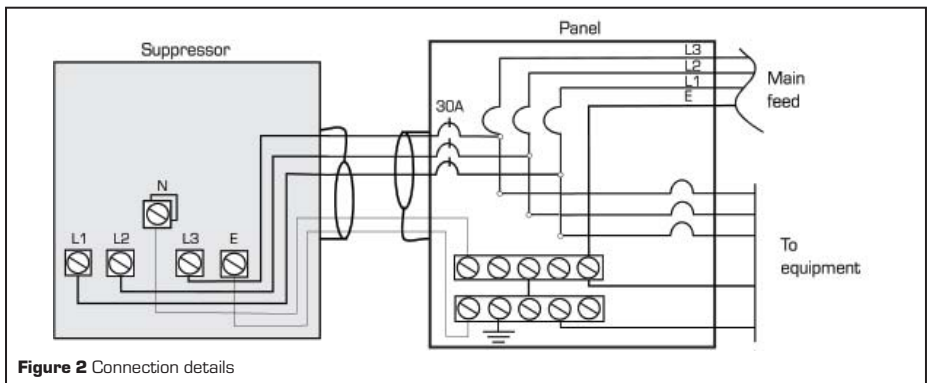 Panel
Suppressor
L3
L2
L1
E
Main
feed
30A
N
L1 L2 L3 E
To
equipment
Figure 2 Connection details